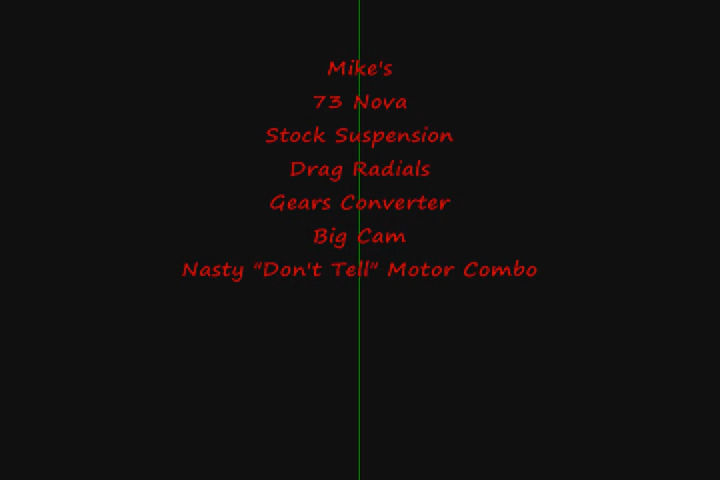 Mike's
73 Nova
Stock Suspension
Drag Radials
Gears Converter
Big Cam
Nasty “Don't Tell” Motor Combo